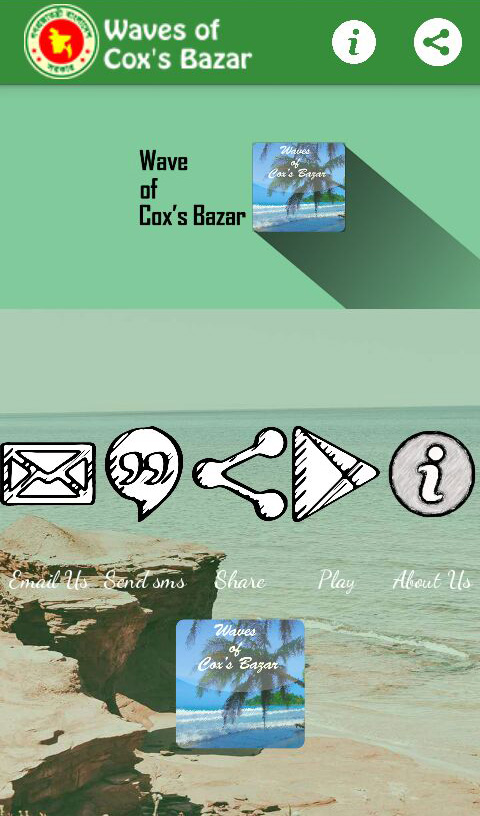 Waves of
Cox's Bazar
Wave
of
Cox's Bazar
Waves
of
Cox's Bazar
Email Us Send sms Share Play About Us
Waves
of
Cox's Bazar